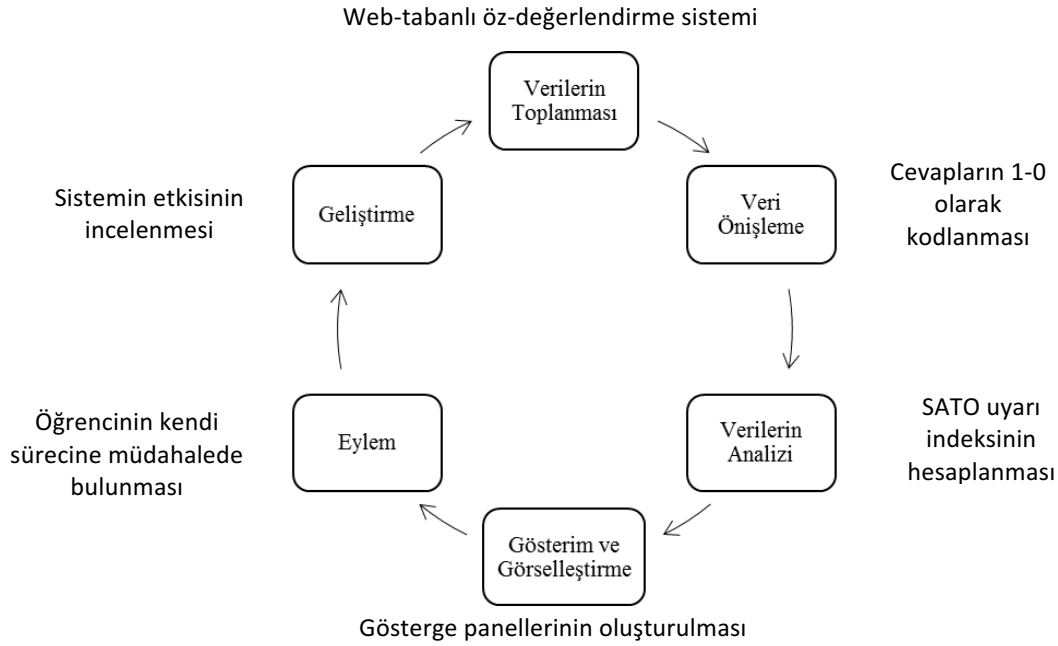 Web-tabanlı öz-değerlendirme sistemi
Verilerin
Toplanması
Veri
Önişleme
Cevapların 1-0
olarak
kodlanması
Verilerin
Analizi
SATO uyarı
indeksinin
hesaplanması
Gösterim ve
Görselleştirme
Gösterge panellerinin oluşturulması
Eylem
Öğrencinin kendi
sürecine müdahalede
bulunması
Geliştirme
Sistemin etkisinin
incelenmesi